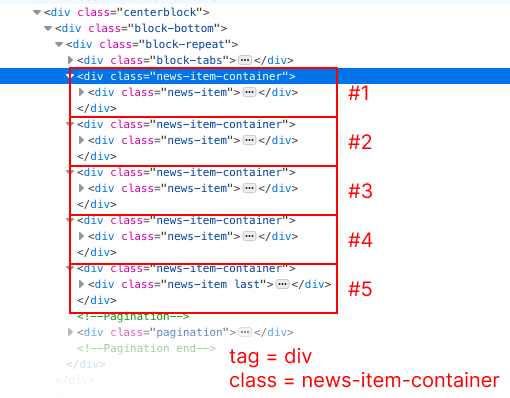 <div class="centerblock">
<div class="block-bottom">
<div class="block-repeat">
<div class="block-tabs">···</div>
<div class="news-item-container">
<div class="news-item">···</div>
#1
</div>
<div class="news-item-container">
<div class="news-item">···</div>
#2
</div>
<div class="news-item-container">
<div class="news-item">···</div>
#3
</div>
<div class="news-item-container">
<div class="news-item">···</div>
#4
</div>
<div class="news-item-container">
<div class="news-item last">···</div>
#5
</div>
<!--Pagination-->
<div class="pagination">···</div>
<!--Pagination end-->
</div>
</div>
tag = div
class = news-item-container